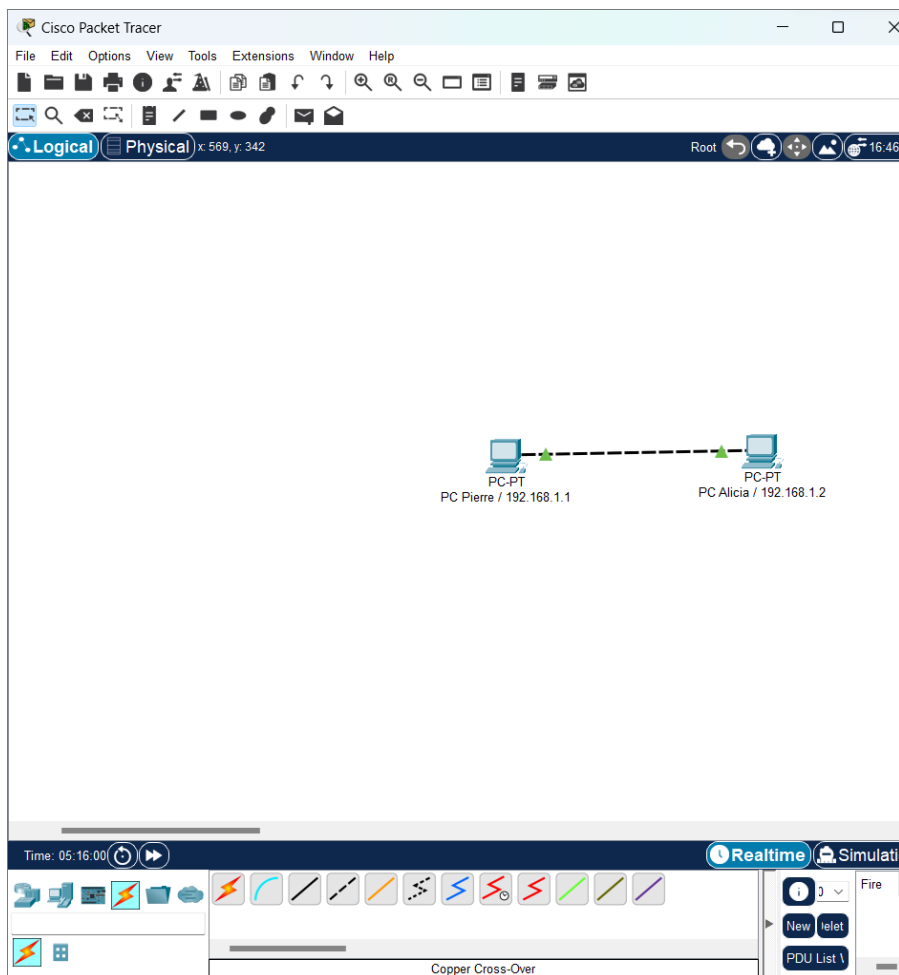 Cisco Packet Tracer
File Edit Options View Tools Extensions Window Help
Logical Physical x: 569, y: 342 Root 16:46
PC-PT
PC Pierre / 192.168.1.1
PC-PT
PC Alicia / 192.168.1.2
Time: 05:16:00 Realtime Simulati
Fire
New elet
PDU List
Copper Cross-Over